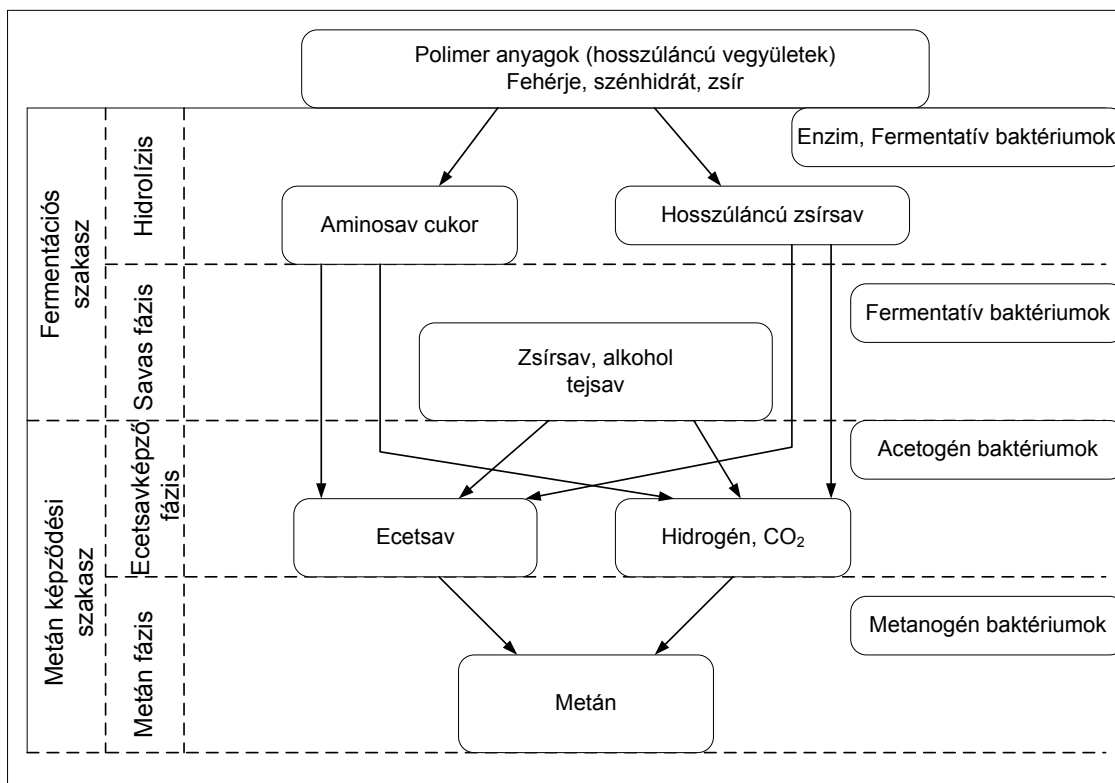 Polimer anyagok (hosszúláncú vegyületek)
Fehérje, szénhidrát, zsír
Enzim, Fermentatív baktériumok
Fermentációs
szakasz
Hidrolízis
Aminosav cukor
Hosszúláncú zsírsav
Savas fázis
Fermentatív baktériumok
Zsírsav, alkohol
tejsav
Metán képződési
szakasz
Ecetsavképző
fázis
Acetogén baktériumok
Ecetsav
Hidrogén, CO₂
Metán fázis
Metanogén baktériumok
Metán